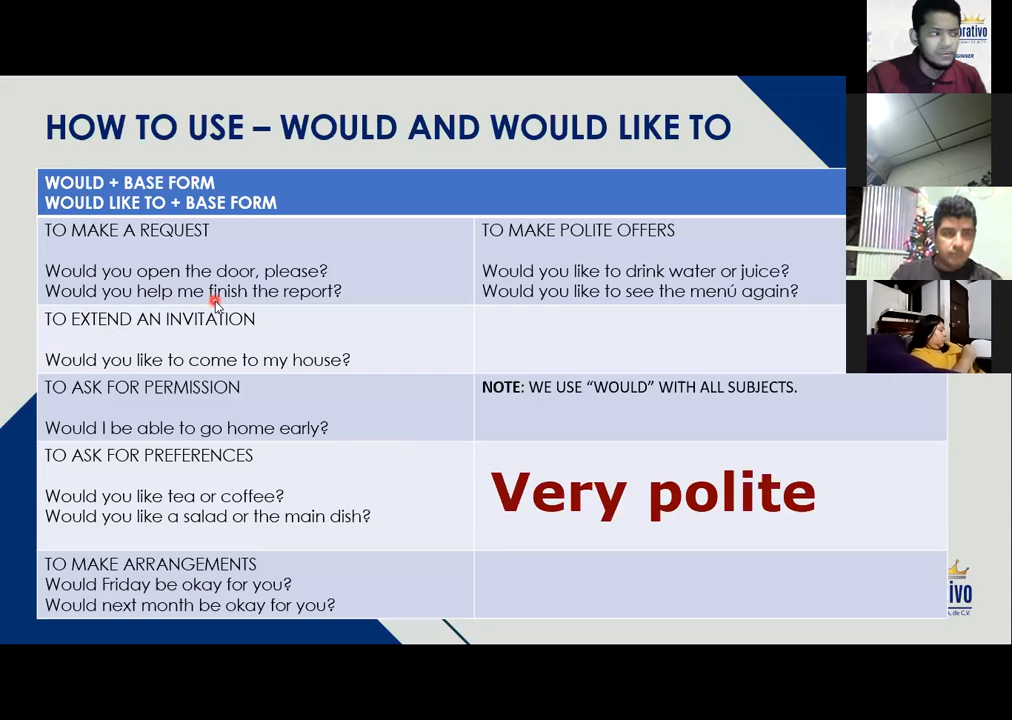 HOW TO USE – WOULD AND WOULD LIKE TO
WOULD + BASE FORM
WOULD LIKE TO + BASE FORM
TO MAKE A REQUEST
Would you open the door, please?
Would you help me finish the report?
TO MAKE POLITE OFFERS
Would you like to drink water or juice?
Would you like to see the menú again?
TO EXTEND AN INVITATION
Would you like to come to my house?
TO ASK FOR PERMISSION
Would I be able to go home early?
NOTE: WE USE “WOULD” WITH ALL SUBJECTS.
TO ASK FOR PREFERENCES
Would you like tea or coffee?
Would you like a salad or the main dish?
Very polite
TO MAKE ARRANGEMENTS
Would Friday be okay for you?
Would next month be okay for you?
orativo
GINNER
ivo
. de C.V.